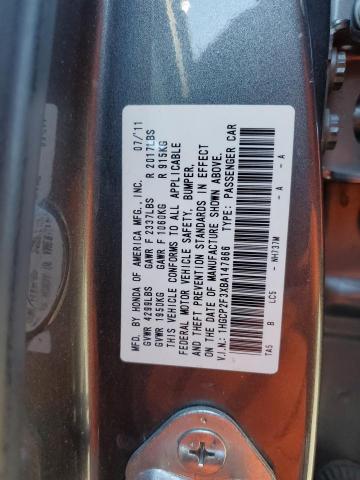 MFD. BY HONDA OF AMERICA MFG., INC. 07/11
GVWR 4299LBS GAWR F 2337LBS R 2017LBS
GVWR 1950KG GAWR F 1060KG R 915KG
THIS VEHICLE CONFORMS TO ALL APPLICABLE
FEDERAL MOTOR VEHICLE SAFETY, BUMPER,
AND THEFT PREVENTION STANDARDS IN EFFECT
ON THE DATE OF MANUFACTURE SHOWN ABOVE.
V.I.N.: 1HGCP2F3XBA147866 TYPE: PASSENGER CAR
TA5 B LC5 - NH737M - A - A